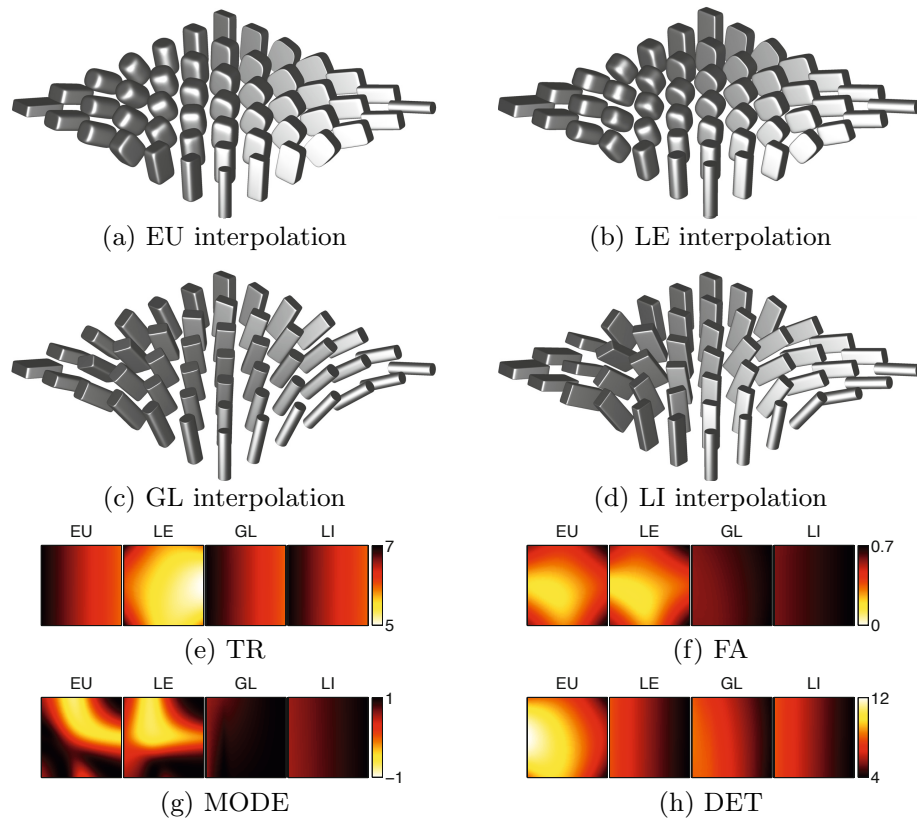 (a) EU interpolation
(b) LE interpolation
(c) GL interpolation
(d) LI interpolation
EU LE GL LI
7
5
(e) TR
EU LE GL LI
0.7
0
(f) FA
EU LE GL LI
1
−1
(g) MODE
EU LE GL LI
12
4
(h) DET